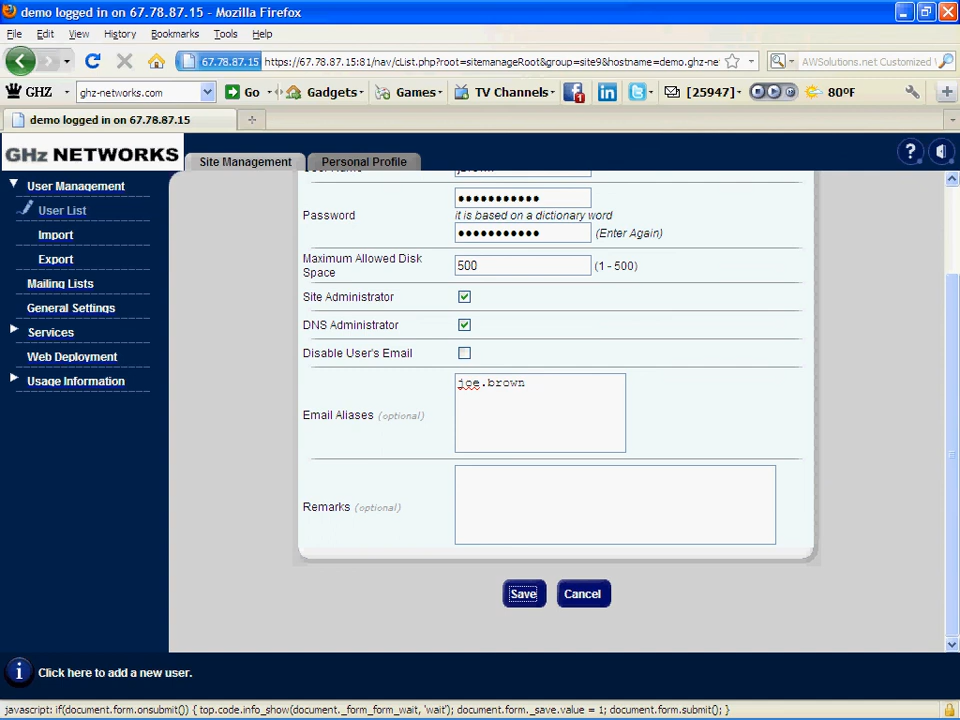 demo logged in on 67.78.87.15 - Mozilla Firefox
File Edit View History Bookmarks Tools Help
67.78.87.15 https://67.78.87.15:81/nav/cList.php?root=sitemanageRoot&group=site9&hostname=demo.ghz-ne AWSolutions.net Customized
GHZ ghz-networks.com Go Gadgets Games TV Channels 1 [25947] 80°F
demo logged in on 67.78.87.15
GHz NETWORKS
Site Management Personal Profile
User Management
User List
Import
Export
Mailing Lists
General Settings
Services
Web Deployment
Usage Information
Password
it is based on a dictionary word
(Enter Again)
Maximum Allowed Disk
Space
500 (1 - 500)
Site Administrator
DNS Administrator
Disable User's Email
joe.brown
Email Aliases (optional)
Remarks (optional)
Save Cancel
Click here to add a new user.
javascript: if(document.form.onsubmit()) { top.code.info_show(document._form_form_wait, 'wait'); document.form._save.value = 1; document.form.submit(); }